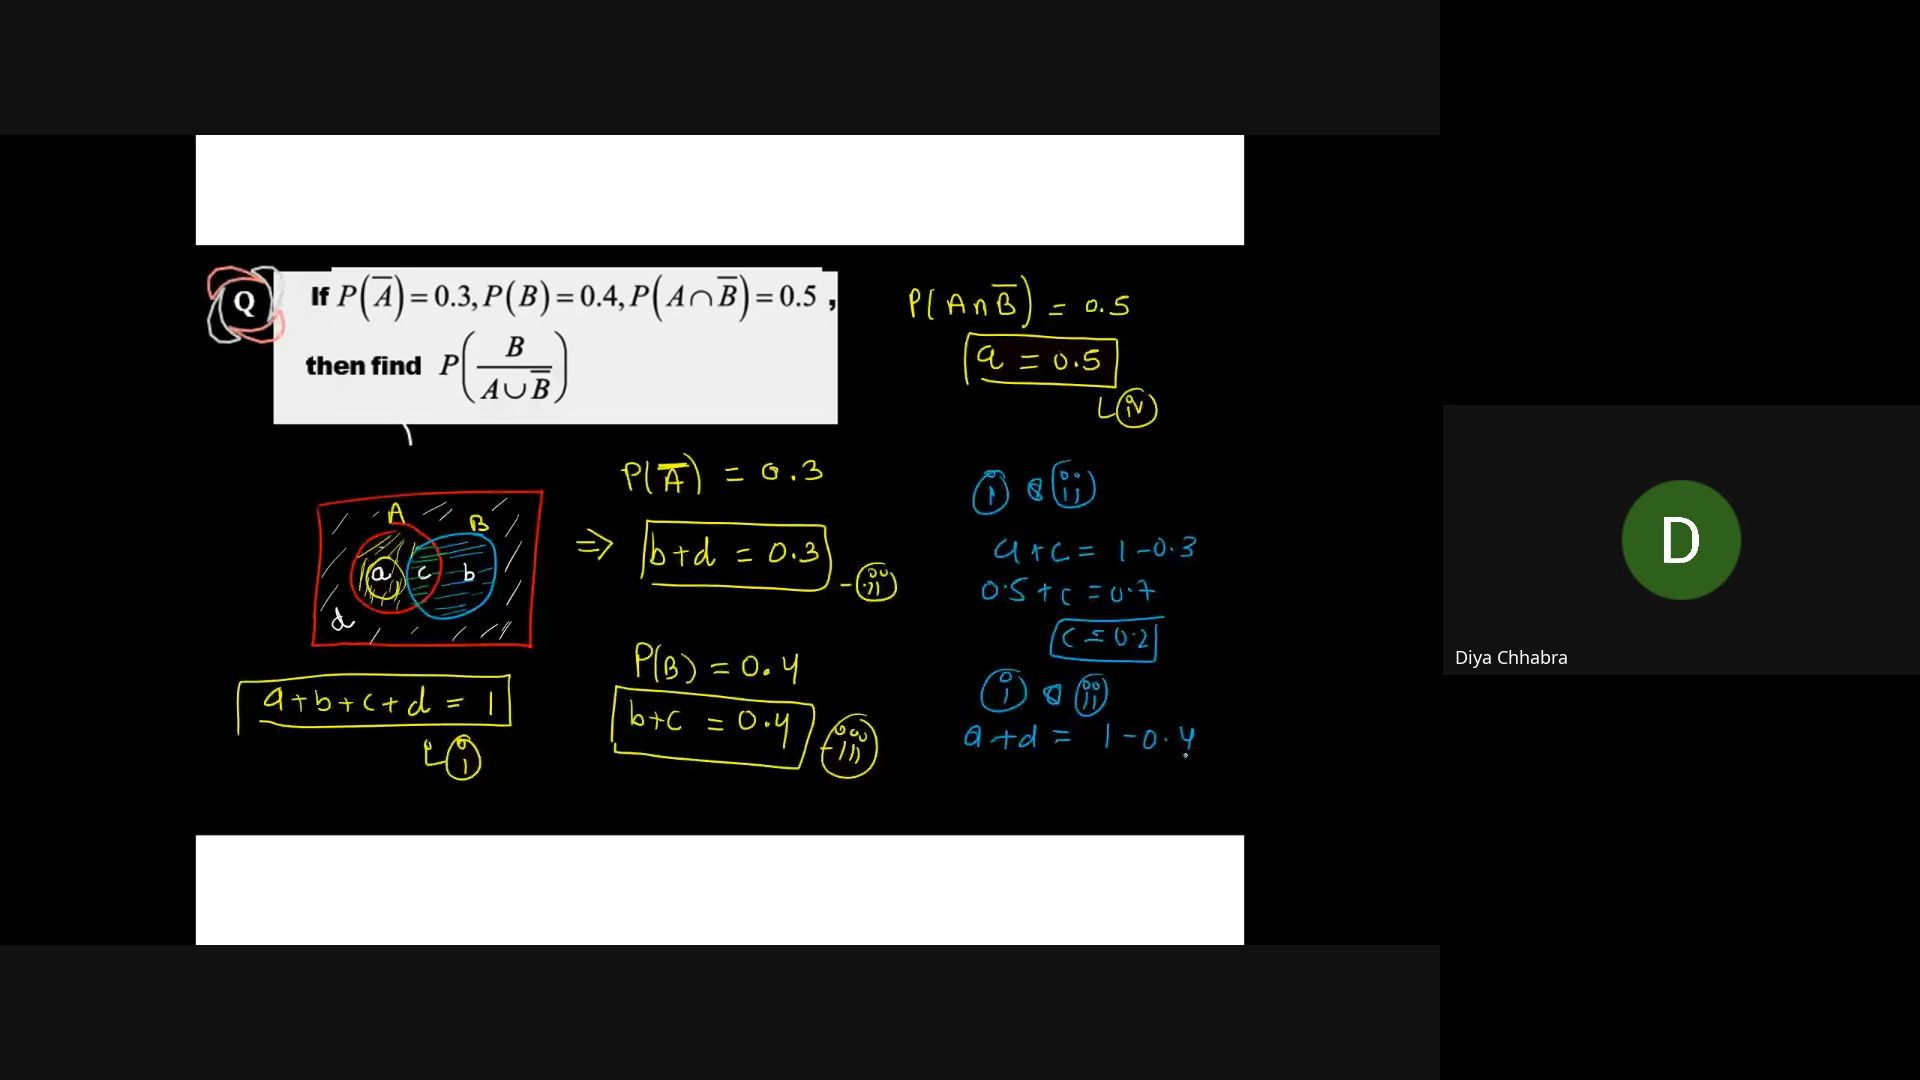 Q
If P(A̅) = 0.3, P(B) = 0.4, P(A∩B̅) = 0.5 ,
then find P(B / A∪B̅)
P(A∩B̅) = 0.5
a = 0.5
iv
P(A̅) = 0.3
⇒ b+d = 0.3
- ii
A B
a c b
d
a+b+c+d = 1
i
P(B) = 0.4
b+c = 0.4
- iii
i & ii
a+c = 1-0.3
0.5+c = 0.7
c = 0.2
i & iii
a+d = 1-0.4
D
Diya Chhabra